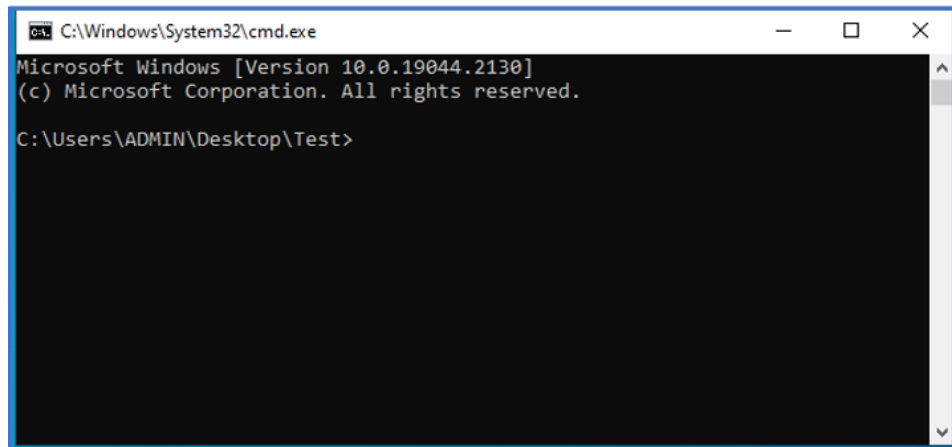 C:\Windows\System32\cmd.exe
Microsoft Windows [Version 10.0.19044.2130]
(c) Microsoft Corporation. All rights reserved.
C:\Users\ADMIN\Desktop\Test>